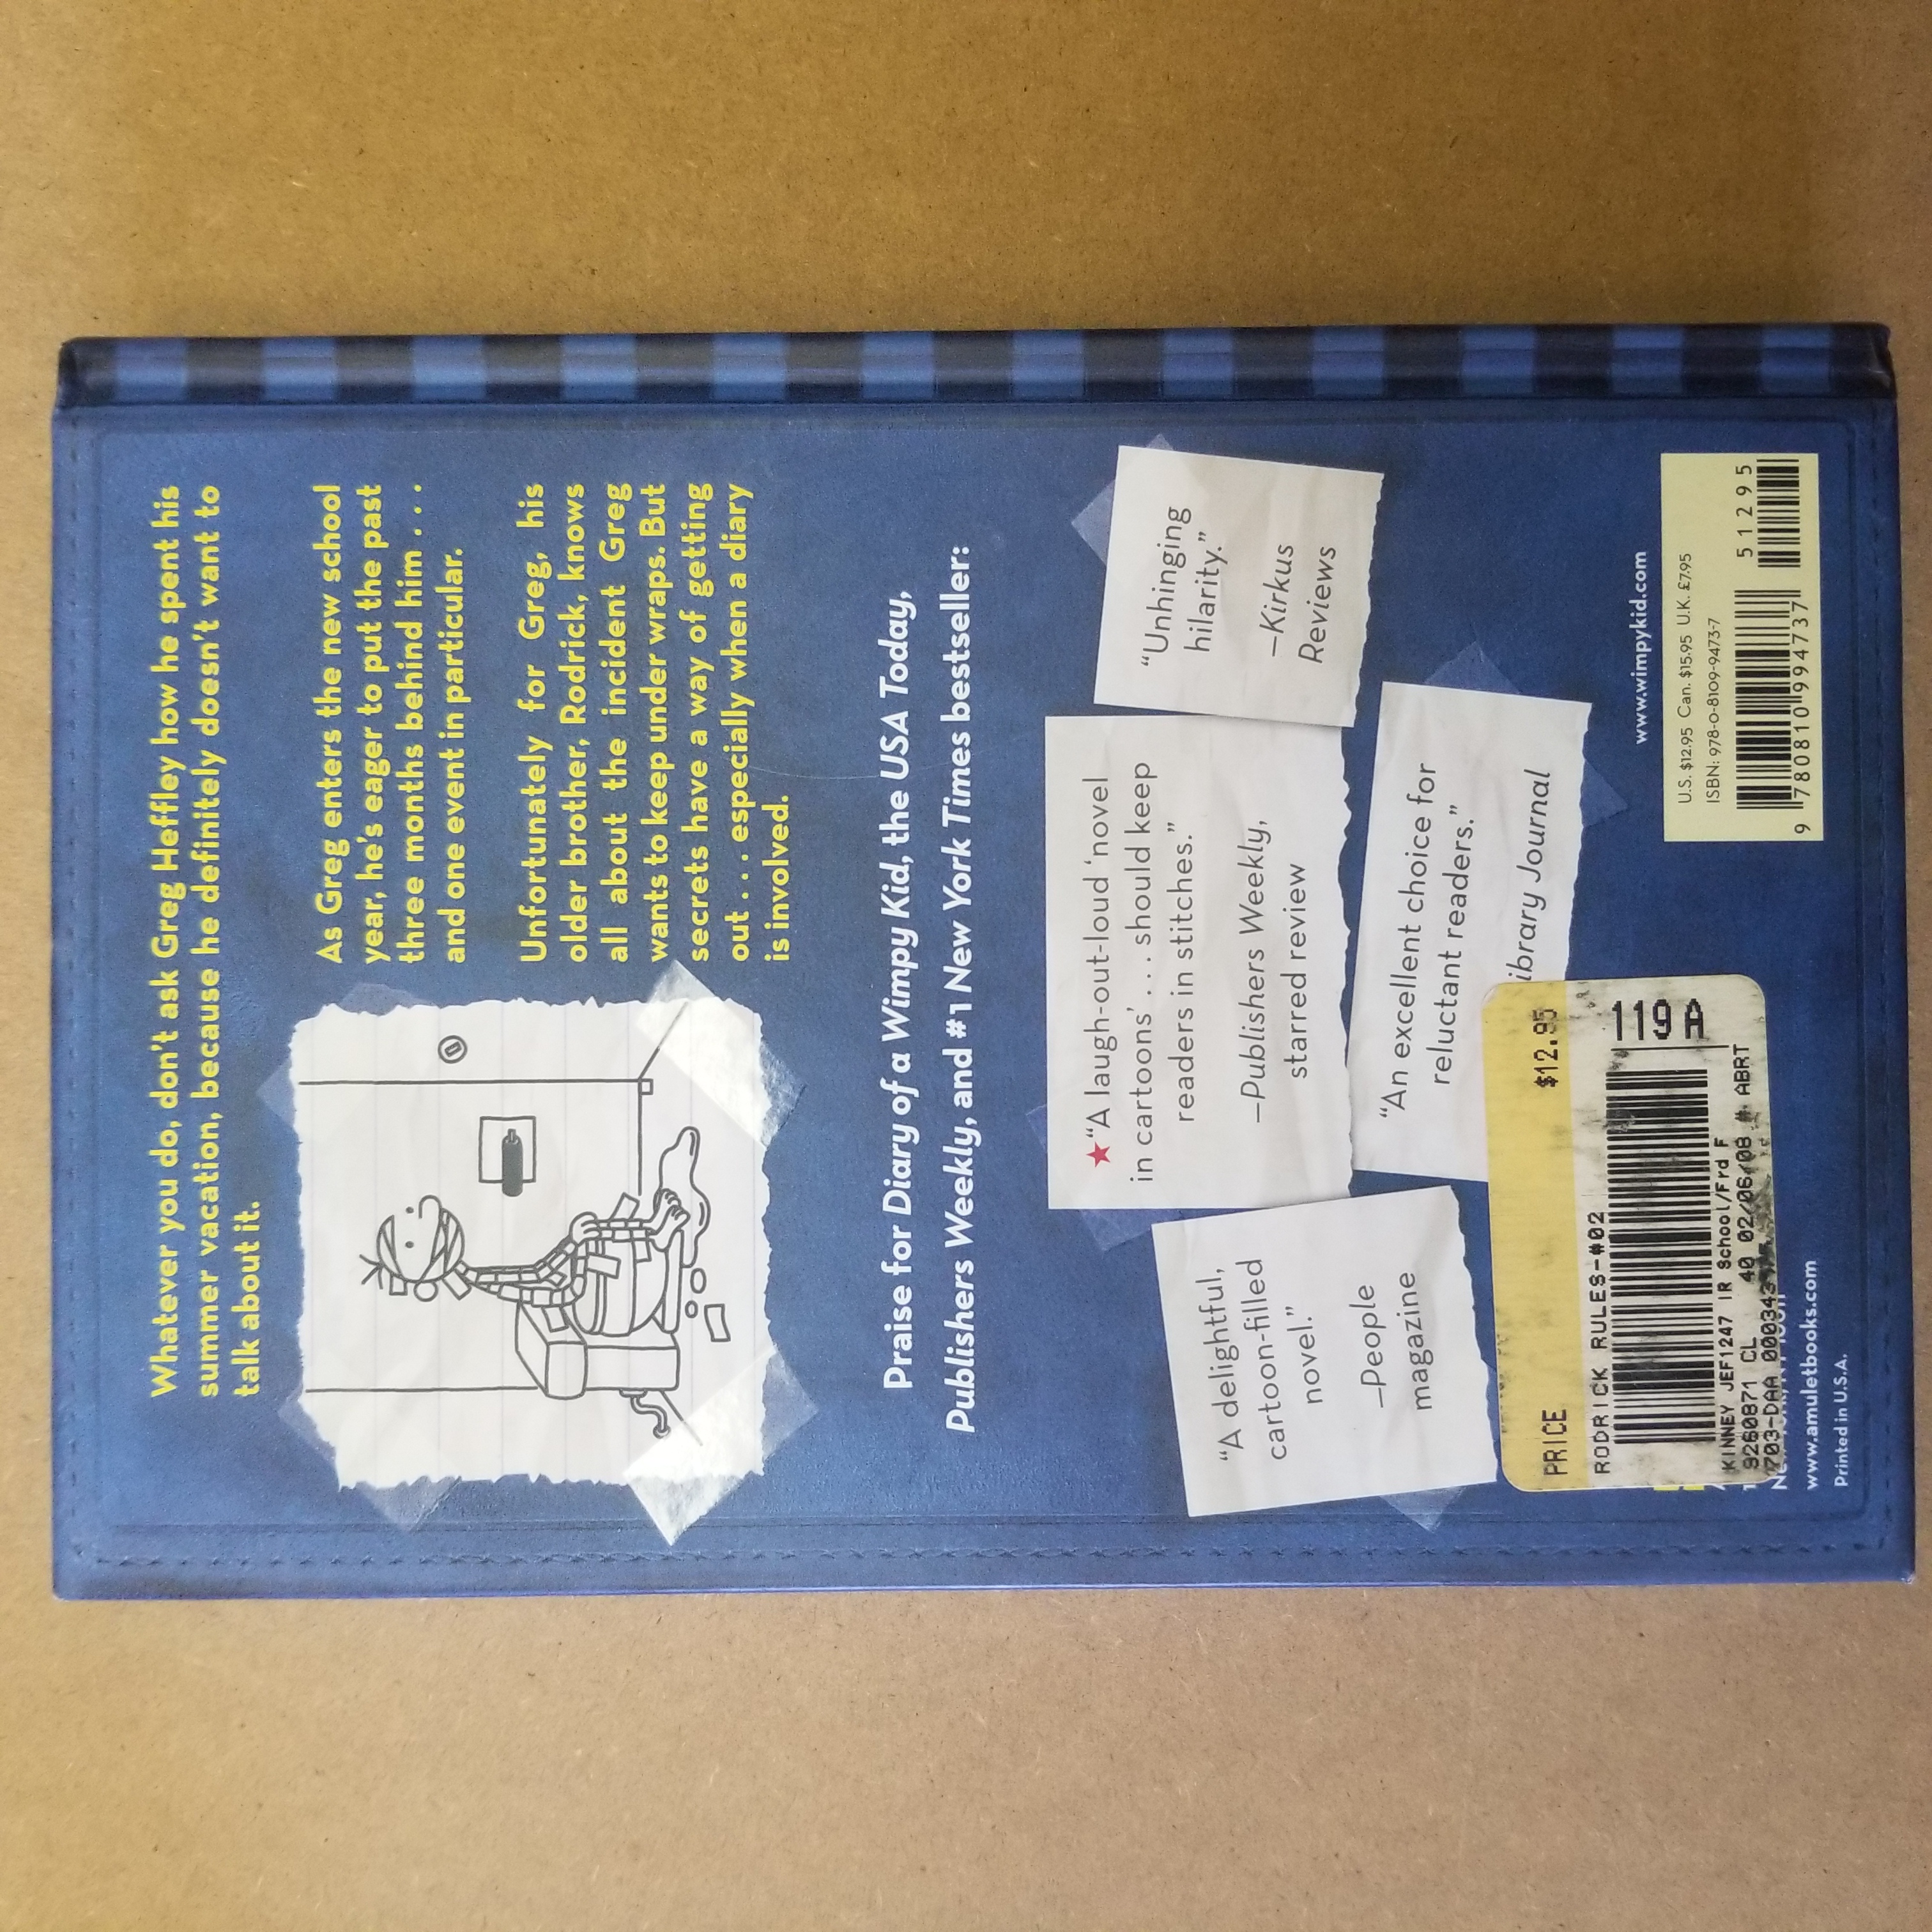 Whatever you do, don't ask Greg Heffley how he spent his
summer vacation, because he definitely doesn't want to
talk about it.
As Greg enters the new school
year, he's eager to put the past
three months behind him . . .
and one event in particular.
Unfortunately for Greg, his
older brother, Rodrick, knows
all about the incident Greg
wants to keep under wraps. But
secrets have a way of getting
out . . . especially when a diary
is involved.
Praise for Diary of a Wimpy Kid, the USA Today,
Publishers Weekly, and #1 New York Times bestseller:
★ “A laugh-out-loud ‘novel
in cartoons’ . . . should keep
readers in stitches.”
–Publishers Weekly,
starred review
“Unhinging
hilarity.”
–Kirkus
Reviews
“A delightful,
cartoon-filled
novel.”
–People
magazine
“An excellent choice for
reluctant readers.”
ibrary Journal
PRICE $12.95
RODRICK RULES-#02
119 A
KINNEY JEF1247 IR School/Frd F
40 02/06/08 # ABRT
www.amuletbooks.com
Printed in U.S.A.
www.wimpykid.com
U.S. $12.95 Can. $15.95 U.K. £7.95
ISBN: 978-0-8109-9473-7
9 780810 994737
51295